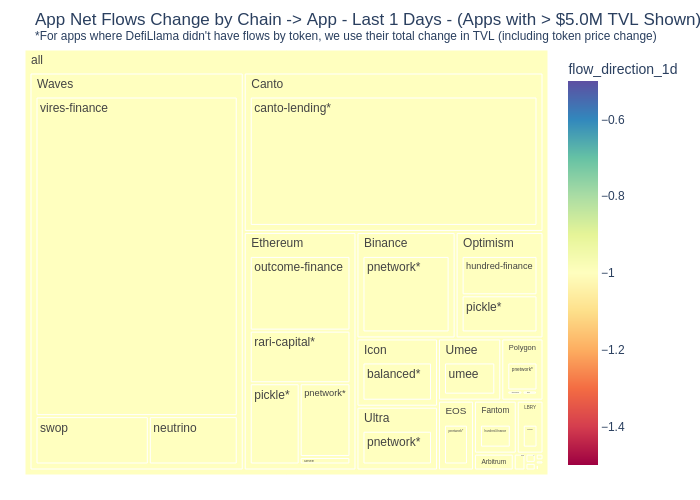 App Net Flows Change by Chain -> App - Last 1 Days - (Apps with > $5.0M TVL Shown)
*For apps where DefiLlama didn't have flows by token, we use their total change in TVL (including token price change)
all
Waves
vires-finance
swop
neutrino
Canto
canto-lending*
Ethereum
outcome-finance
rari-capital*
pickle*
pnetwork*
Binance
pnetwork*
Optimism
hundred-finance
pickle*
Icon
balanced*
Umee
umee
Polygon
pnetwork*
Ultra
pnetwork*
EOS
pnetwork*
Fantom
hundred-finance
LBRY
Arbitrum
flow_direction_1d
−0.6
−0.8
−1
−1.2
−1.4